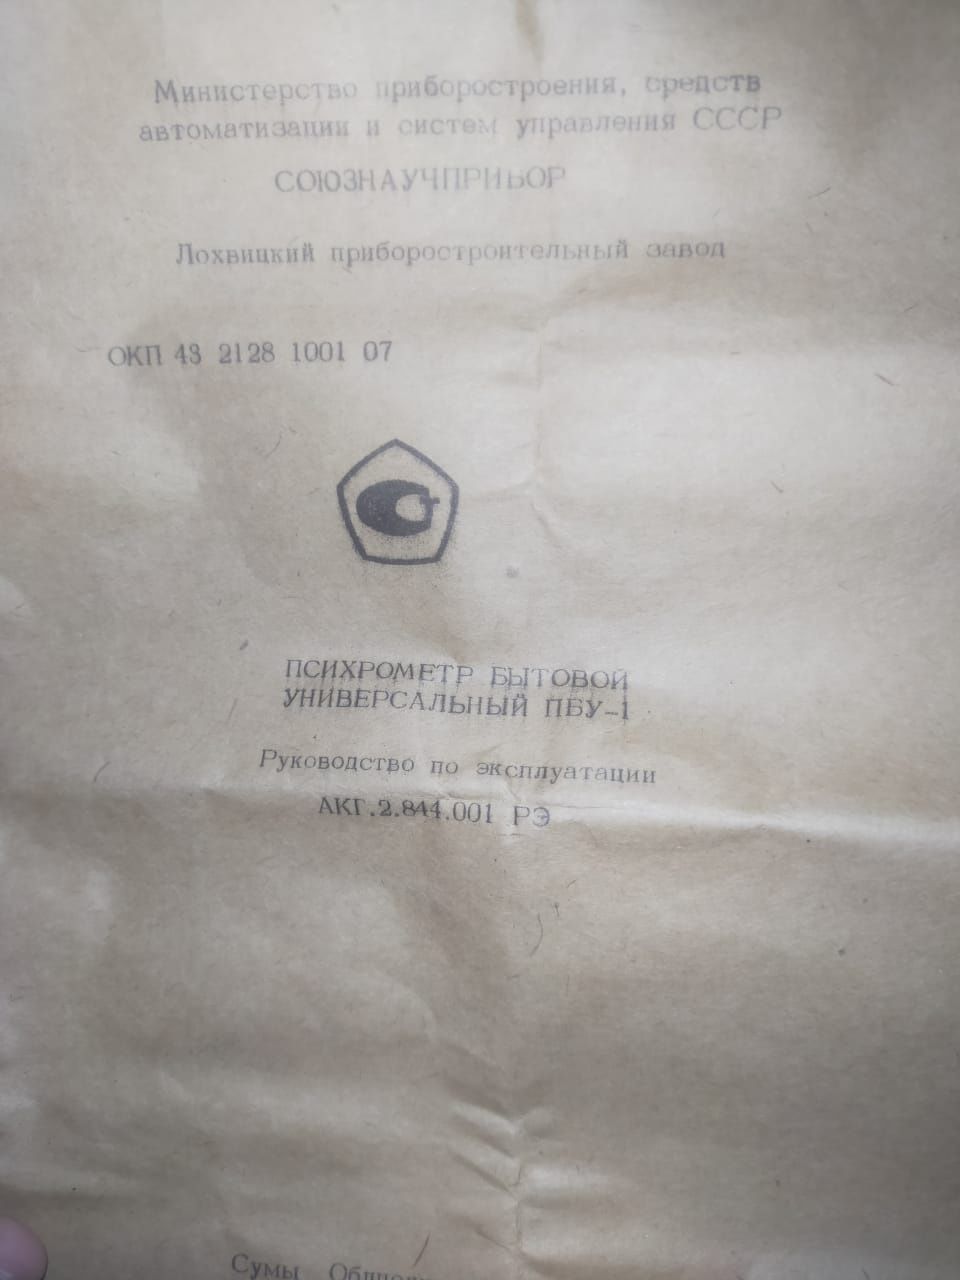 Министерство приборостроения, средств
автоматизации и систем управления СССР
СОЮЗНАУЧПРИБОР
Лохвицкий приборостроительный завод
ОКП 43 2128 1001 07
ПСИХРОМЕТР БЫТОВОЙ
УНИВЕРСАЛЬНЫЙ ПБУ-1
Руководство по эксплуатации
АКГ.2.844.001 РЭ
Сумы